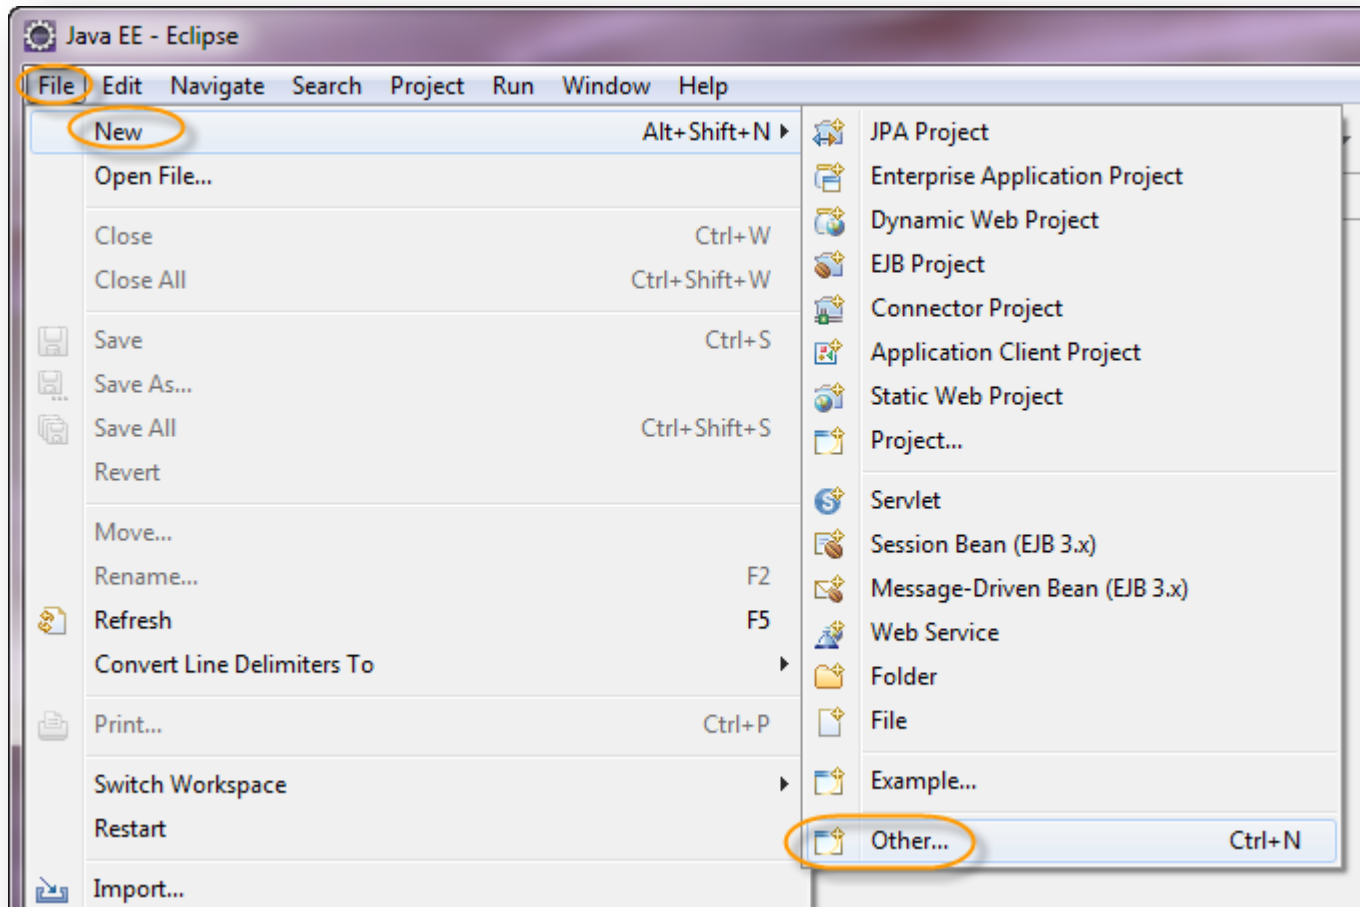 Java EE - Eclipse
File Edit Navigate Search Project Run Window Help
New Alt+Shift+N
Open File...
Close Ctrl+W
Close All Ctrl+Shift+W
Save Ctrl+S
Save As...
Save All Ctrl+Shift+S
Revert
Move...
Rename... F2
Refresh F5
Convert Line Delimiters To
Print... Ctrl+P
Switch Workspace
Restart
Import...
JPA Project
Enterprise Application Project
Dynamic Web Project
EJB Project
Connector Project
Application Client Project
Static Web Project
Project...
Servlet
Session Bean (EJB 3.x)
Message-Driven Bean (EJB 3.x)
Web Service
Folder
File
Example...
Other... Ctrl+N